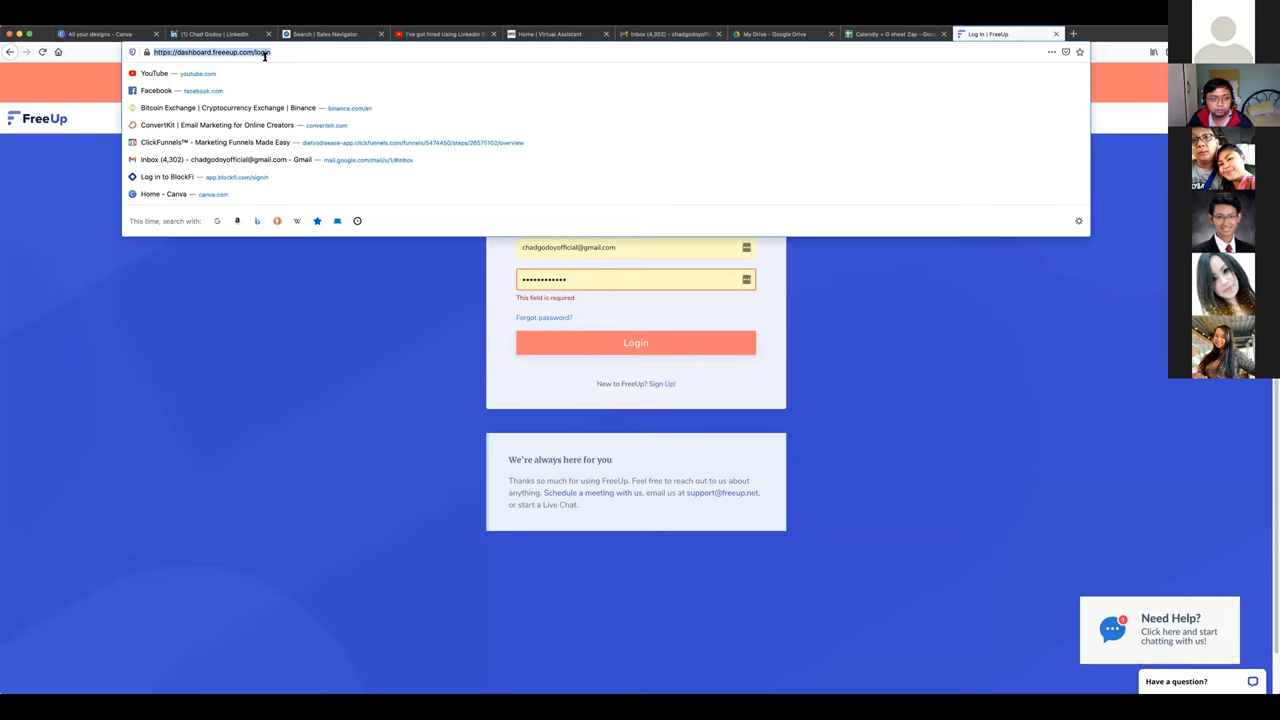 All your designs - Canva
(1) Chad Godoy | LinkedIn
Search | Sales Navigator
I've got hired Using LinkedIn S
Home | Virtual Assistant
Inbox (4,302) - chadgodoyoffici
My Drive - Google Drive
Calendly + G sheet Zap - Goo
Log In | FreeUp
https://dashboard.freeeup.com/login
YouTube — youtube.com
Facebook — facebook.com
Bitcoin Exchange | Cryptocurrency Exchange | Binance — binance.com/en
ConvertKit | Email Marketing for Online Creators — convertkit.com
ClickFunnels™ - Marketing Funnels Made Easy — dietvsdisease-app.clickfunnels.com/funnels/5474450/steps/26575102/overview
Inbox (4,302) - chadgodoyofficial@gmail.com - Gmail — mail.google.com/mail/u/1/#inbox
Log in to BlockFi — app.blockfi.com/signin
Home - Canva — canva.com
This time, search with:
FreeUp
chadgodoyofficial@gmail.com
This field is required
Forgot password?
Login
New to FreeUp? Sign Up!
We're always here for you
Thanks so much for using FreeUp. Feel free to reach out to us about
anything. Schedule a meeting with us, email us at support@freeup.net,
or start a Live Chat.
1
Need Help?
Click here and start
chatting with us!
Have a question?